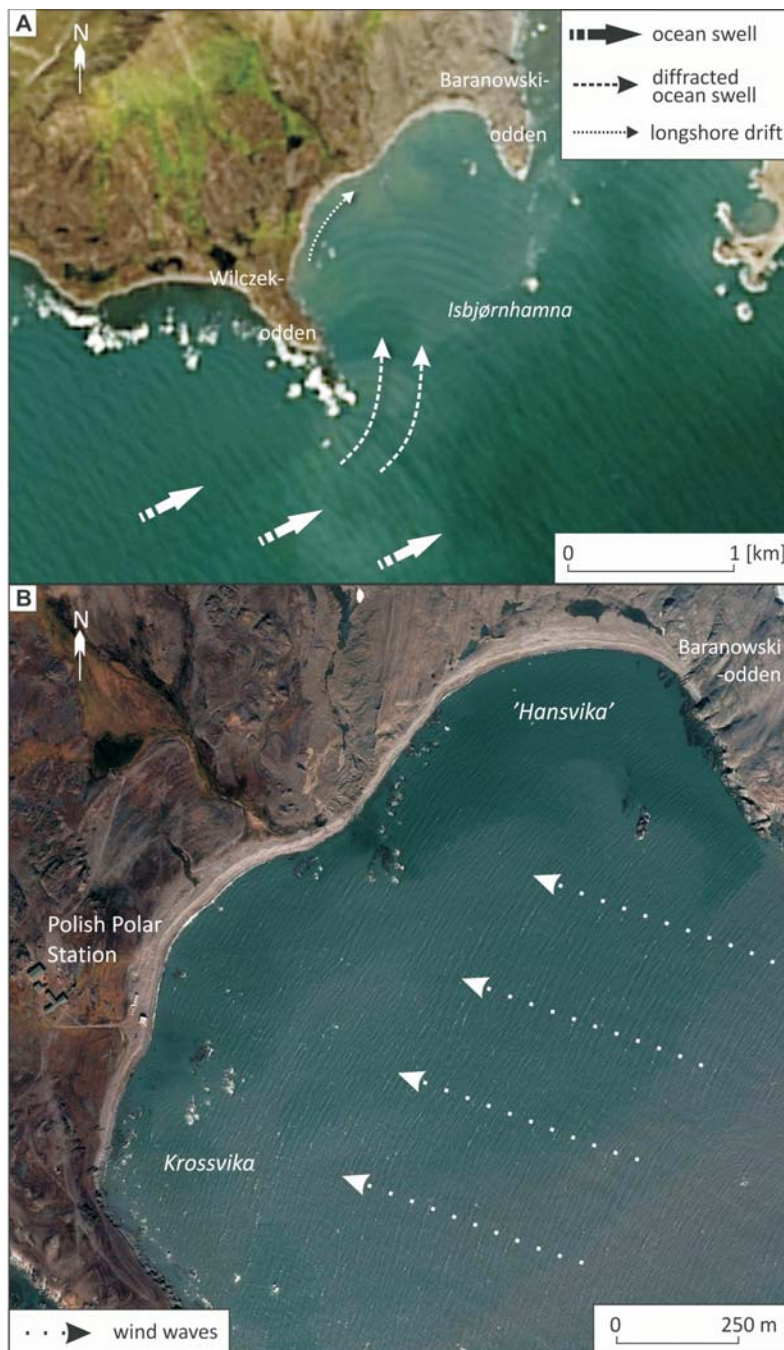 A
N
Baranowski-
odden
ocean swell
diffracted
ocean swell
longshore drift
Wilczek-
odden
Isbjørnhamna
0 1 [km]
B
N
Baranowski
-odden
'Hansvika'
Polish Polar
Station
Krossvika
wind waves
0 250 m